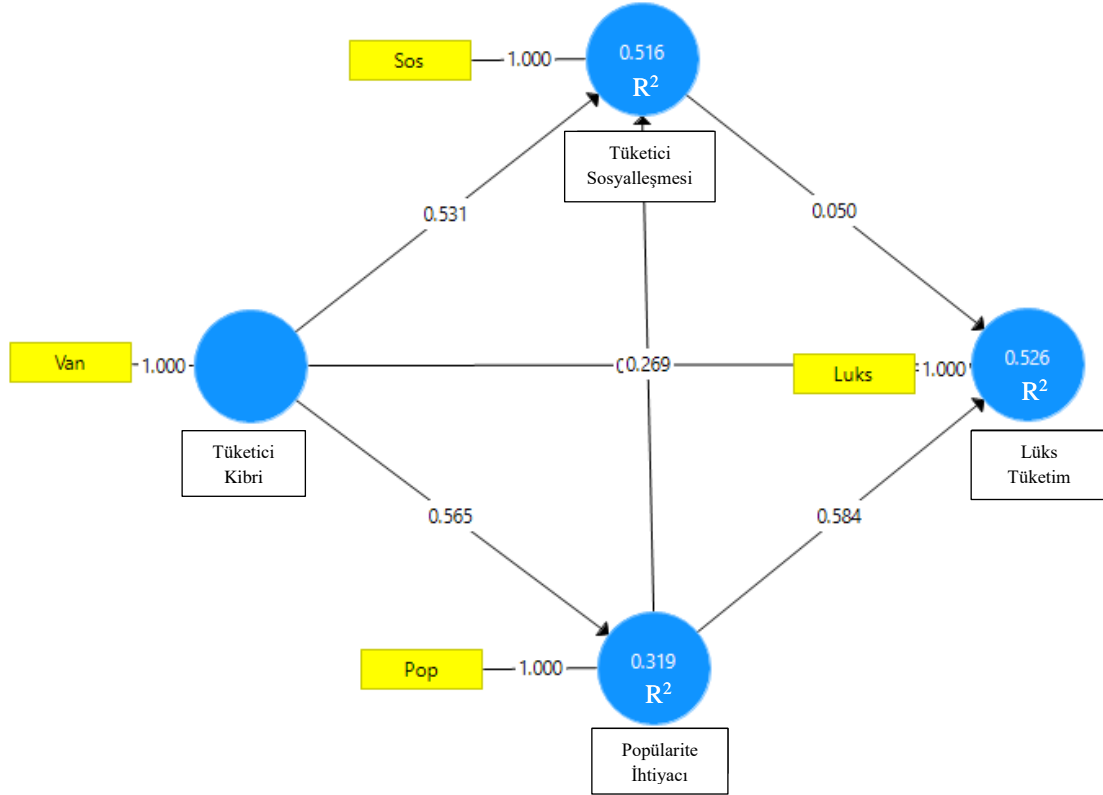 Sos
1.000
0.516
R²
Tüketici
Sosyalleşmesi
0.531
0.050
Van
1.000
0.269
Luks
1.000
0.526
R²
Tüketici
Kibri
Lüks
Tüketim
0.565
0.584
Pop
1.000
0.319
R²
Popülarite
İhtiyacı